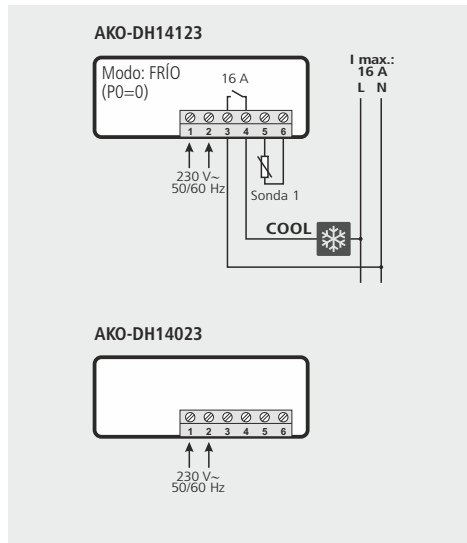 AKO-DH14123
I max.:
16 A
L N
Modo: FRÍO
(P0=0)
16 A
1 2 3 4 5 6
230 V~
50/60 Hz
Sonda 1
COOL
AKO-DH14023
1 2 3 4 5 6
230 V~
50/60 Hz